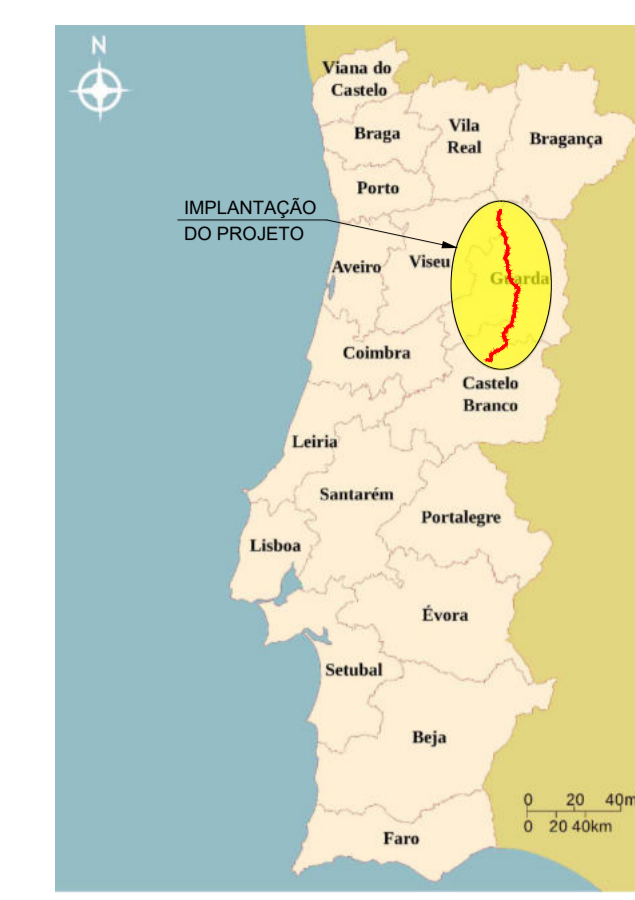 N
Viana do
Castelo
Braga
Vila
Real
Bragança
Porto
IMPLANTAÇÃO
DO PROJETO
Aveiro
Viseu
Guarda
Coimbra
Castelo
Branco
Leiria
Santarém
Portalegre
Lisboa
Évora
Setubal
Beja
0 20 40m
0 20 40km
Faro